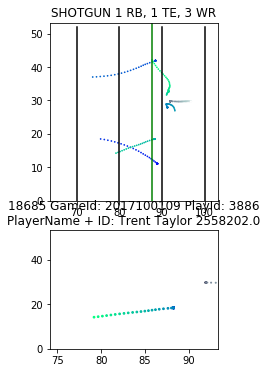 SHOTGUN 1 RB, 1 TE, 3 WR
50
40
30
20
10
0
70 80 90 100
18685 GameId: 2017100109 PlayId: 3886
PlayerName + ID: Trent Taylor 2558202.0
40
20
0
75 80 85 90